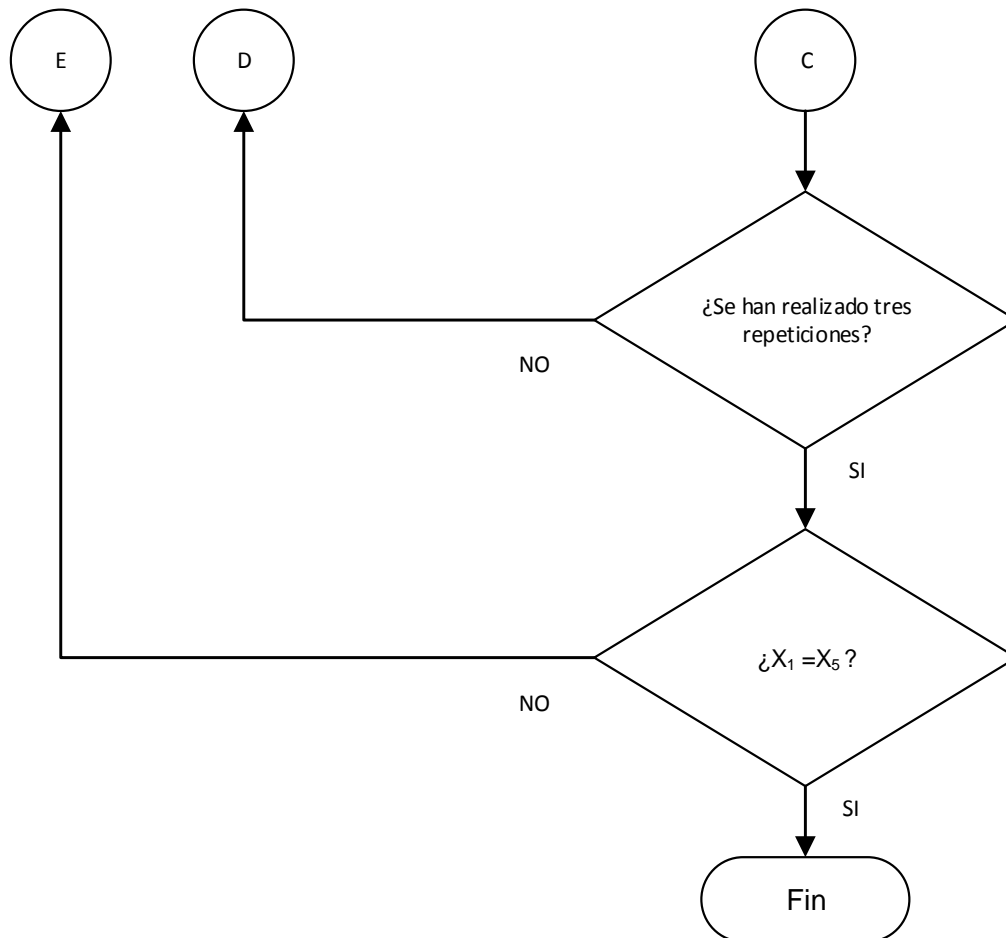 E
D
C
¿Se han realizado tres
repeticiones?
NO
SI
¿X₁ =X₅ ?
NO
SI
Fin